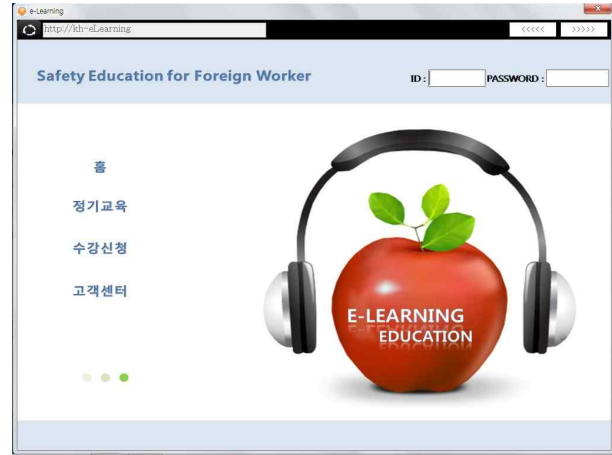 e-Learning
http://kh-eLearning
<<<<< >>>>>
Safety Education for Foreign Worker
ID : PASSWORD :
홈
정기교육
수강신청
고객센터
E-LEARNING
EDUCATION